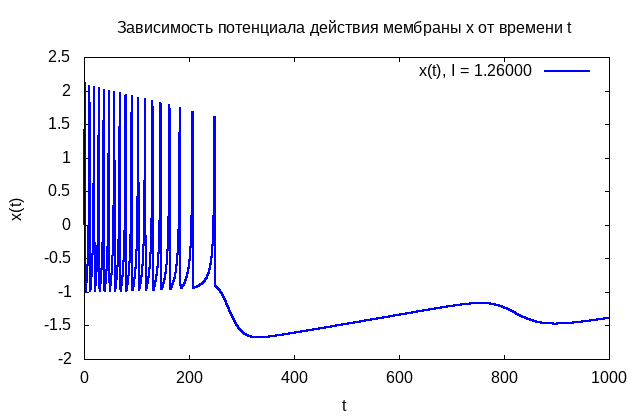 Зависимость потенциала действия мембраны x от времени t
x(t), I = 1.26000
2.5
2
1.5
1
0.5
0
-0.5
-1
-1.5
-2
x(t)
0 200 400 600 800 1000
t